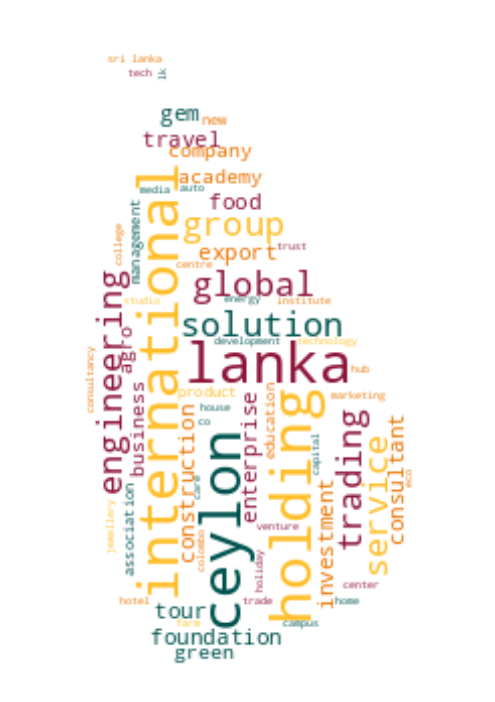 sri lanka
tech
lk
gem
new
travel
company
academy
media
auto
food
management
international
group
college
export
trust
centre
global
engineering
studio
energy
institute
solution
agro
development
technology
lanka
consultancy
hub
business
product
marketing
house
education
holding
construction
co
enterprise
trading
consultant
ceylon
capital
service
eco
care
association
investment
jewellery
venture
colombo
holiday
center
hotel
trade
home
tour
farm
campus
foundation
green